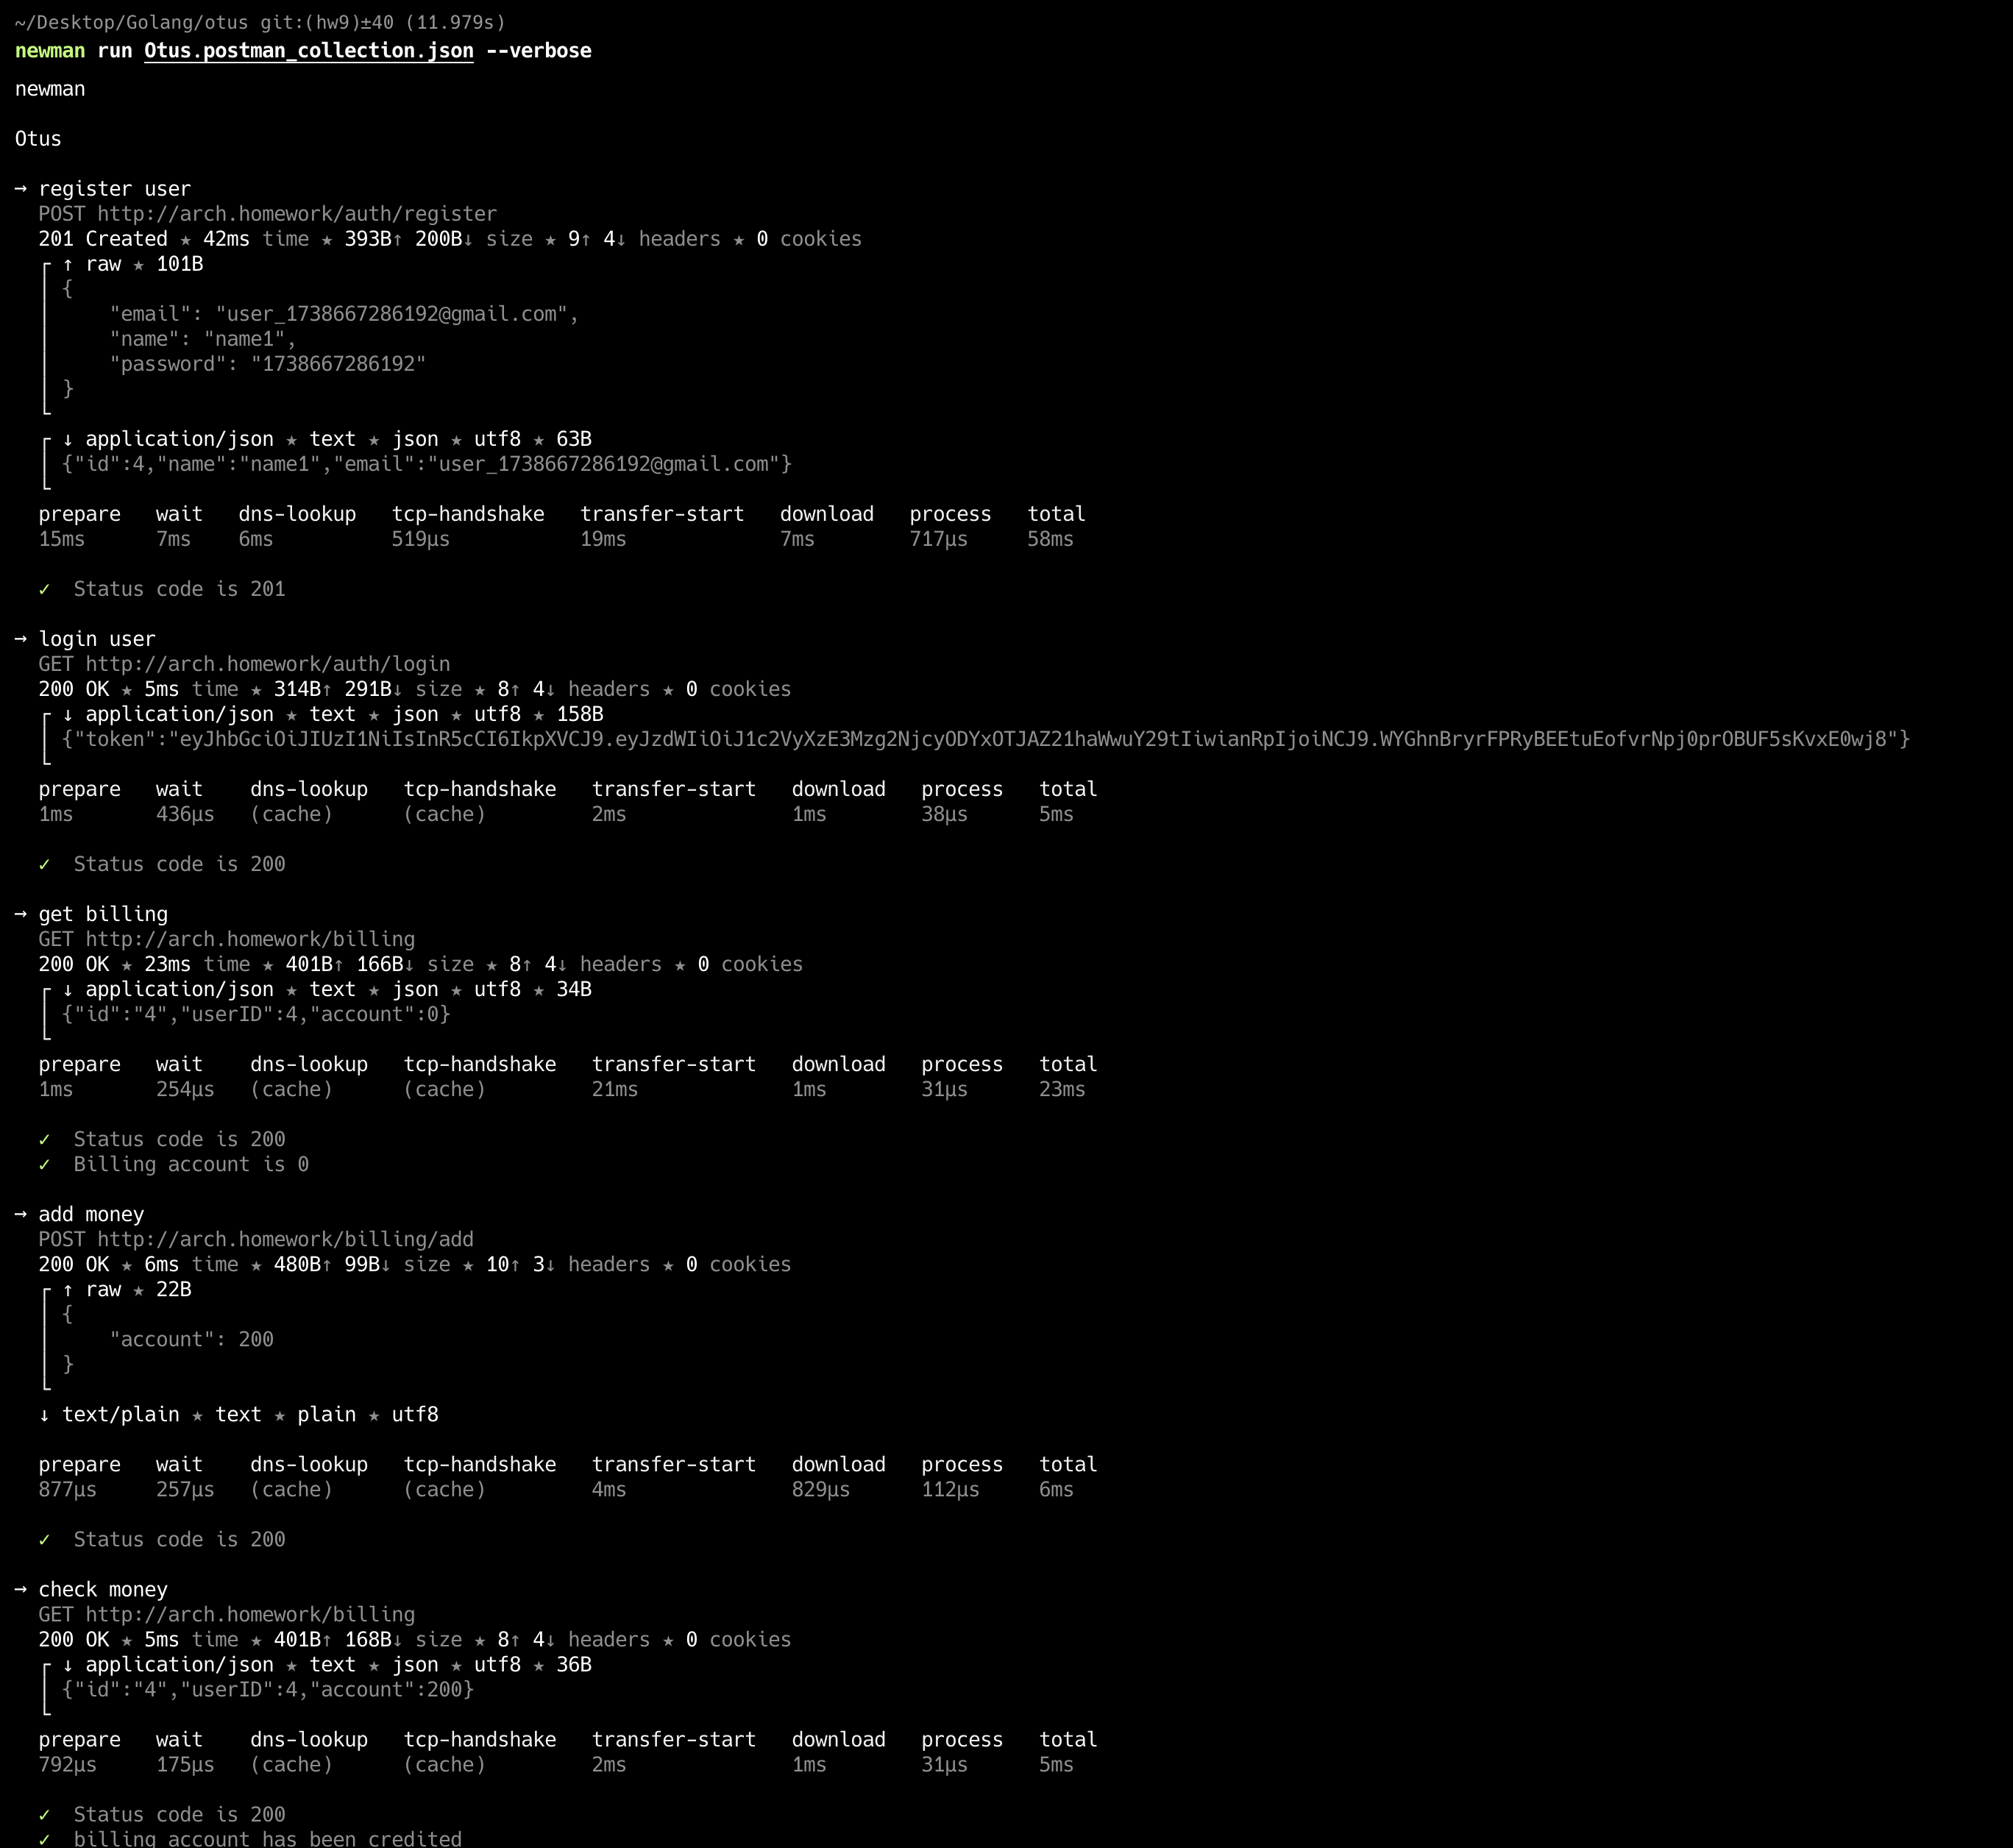 ~/Desktop/Golang/otus git:(hw9)±40 (11.979s)
newman run Otus.postman_collection.json --verbose
newman
Otus
→ register user
POST http://arch.homework/auth/register
201 Created ★ 42ms time ★ 393B↑ 200B↓ size ★ 9↑ 4↓ headers ★ 0 cookies
┌ ↑ raw ★ 101B
│ {
│     "email": "user_1738667286192@gmail.com",
│     "name": "name1",
│     "password": "1738667286192"
│ }
└
┌ ↓ application/json ★ text ★ json ★ utf8 ★ 63B
│ {"id":4,"name":"name1","email":"user_1738667286192@gmail.com"}
└
prepare   wait   dns-lookup   tcp-handshake   transfer-start   download   process   total
15ms      7ms    6ms          519µs           19ms             7ms        717µs     58ms
✓  Status code is 201
→ login user
GET http://arch.homework/auth/login
200 OK ★ 5ms time ★ 314B↑ 291B↓ size ★ 8↑ 4↓ headers ★ 0 cookies
┌ ↓ application/json ★ text ★ json ★ utf8 ★ 158B
│ {"token":"eyJhbGciOiJIUzI1NiIsInR5cCI6IkpXVCJ9.eyJzdWIiOiJ1c2VyXzE3Mzg2NjcyODYxOTJAZ21haWwuY29tIiwianRpIjoiNCJ9.WYGhnBryrFPRyBEEtuEofvrNpj0prOBUF5sKvxE0wj8"}
└
prepare   wait    dns-lookup   tcp-handshake   transfer-start   download   process   total
1ms       436µs   (cache)      (cache)         2ms              1ms        38µs      5ms
✓  Status code is 200
→ get billing
GET http://arch.homework/billing
200 OK ★ 23ms time ★ 401B↑ 166B↓ size ★ 8↑ 4↓ headers ★ 0 cookies
┌ ↓ application/json ★ text ★ json ★ utf8 ★ 34B
│ {"id":"4","userID":4,"account":0}
└
prepare   wait    dns-lookup   tcp-handshake   transfer-start   download   process   total
1ms       254µs   (cache)      (cache)         21ms             1ms        31µs      23ms
✓  Status code is 200
✓  Billing account is 0
→ add money
POST http://arch.homework/billing/add
200 OK ★ 6ms time ★ 480B↑ 99B↓ size ★ 10↑ 3↓ headers ★ 0 cookies
┌ ↑ raw ★ 22B
│ {
│     "account": 200
│ }
└
↓ text/plain ★ text ★ plain ★ utf8
prepare   wait    dns-lookup   tcp-handshake   transfer-start   download   process   total
877µs     257µs   (cache)      (cache)         4ms              829µs      112µs     6ms
✓  Status code is 200
→ check money
GET http://arch.homework/billing
200 OK ★ 5ms time ★ 401B↑ 168B↓ size ★ 8↑ 4↓ headers ★ 0 cookies
┌ ↓ application/json ★ text ★ json ★ utf8 ★ 36B
│ {"id":"4","userID":4,"account":200}
└
prepare   wait    dns-lookup   tcp-handshake   transfer-start   download   process   total
792µs     175µs   (cache)      (cache)         2ms              1ms        31µs      5ms
✓  Status code is 200
✓  billing account has been credited